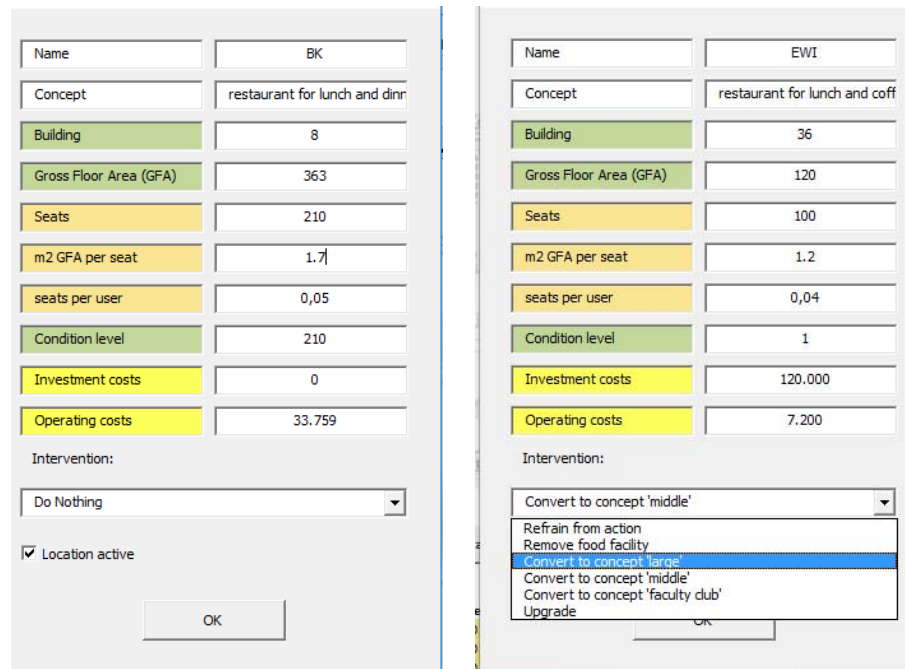 Name BK
Concept restaurant for lunch and dinr
Building 8
Gross Floor Area (GFA) 363
Seats 210
m2 GFA per seat 1.7
seats per user 0,05
Condition level 210
Investment costs 0
Operating costs 33.759
Intervention:
Do Nothing
Location active
OK
Name EWI
Concept restaurant for lunch and coff
Building 36
Gross Floor Area (GFA) 120
Seats 100
m2 GFA per seat 1.2
seats per user 0,04
Condition level 1
Investment costs 120.000
Operating costs 7.200
Intervention:
Convert to concept 'middle'
Refrain from action
Remove food facility
Convert to concept 'large'
Convert to concept 'middle'
Convert to concept 'faculty club'
Upgrade
OK